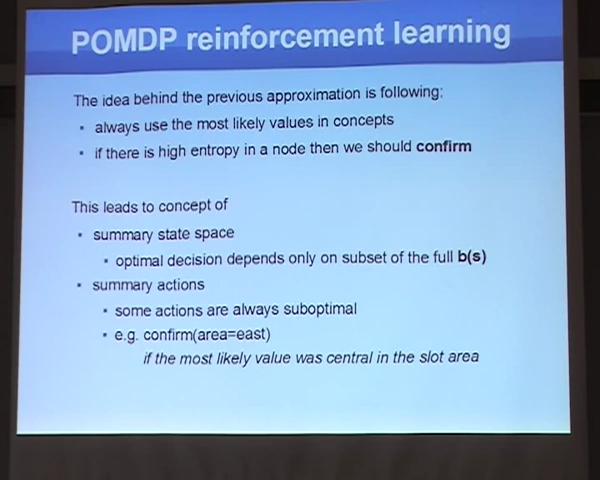 POMDP reinforcement learning
The idea behind the previous approximation is following:
▪ always use the most likely values in concepts
▪ if there is high entropy in a node then we should confirm
This leads to concept of
▪ summary state space
▪ optimal decision depends only on subset of the full b(s)
▪ summary actions
▪ some actions are always suboptimal
▪ e.g. confirm(area=east)
if the most likely value was central in the slot area